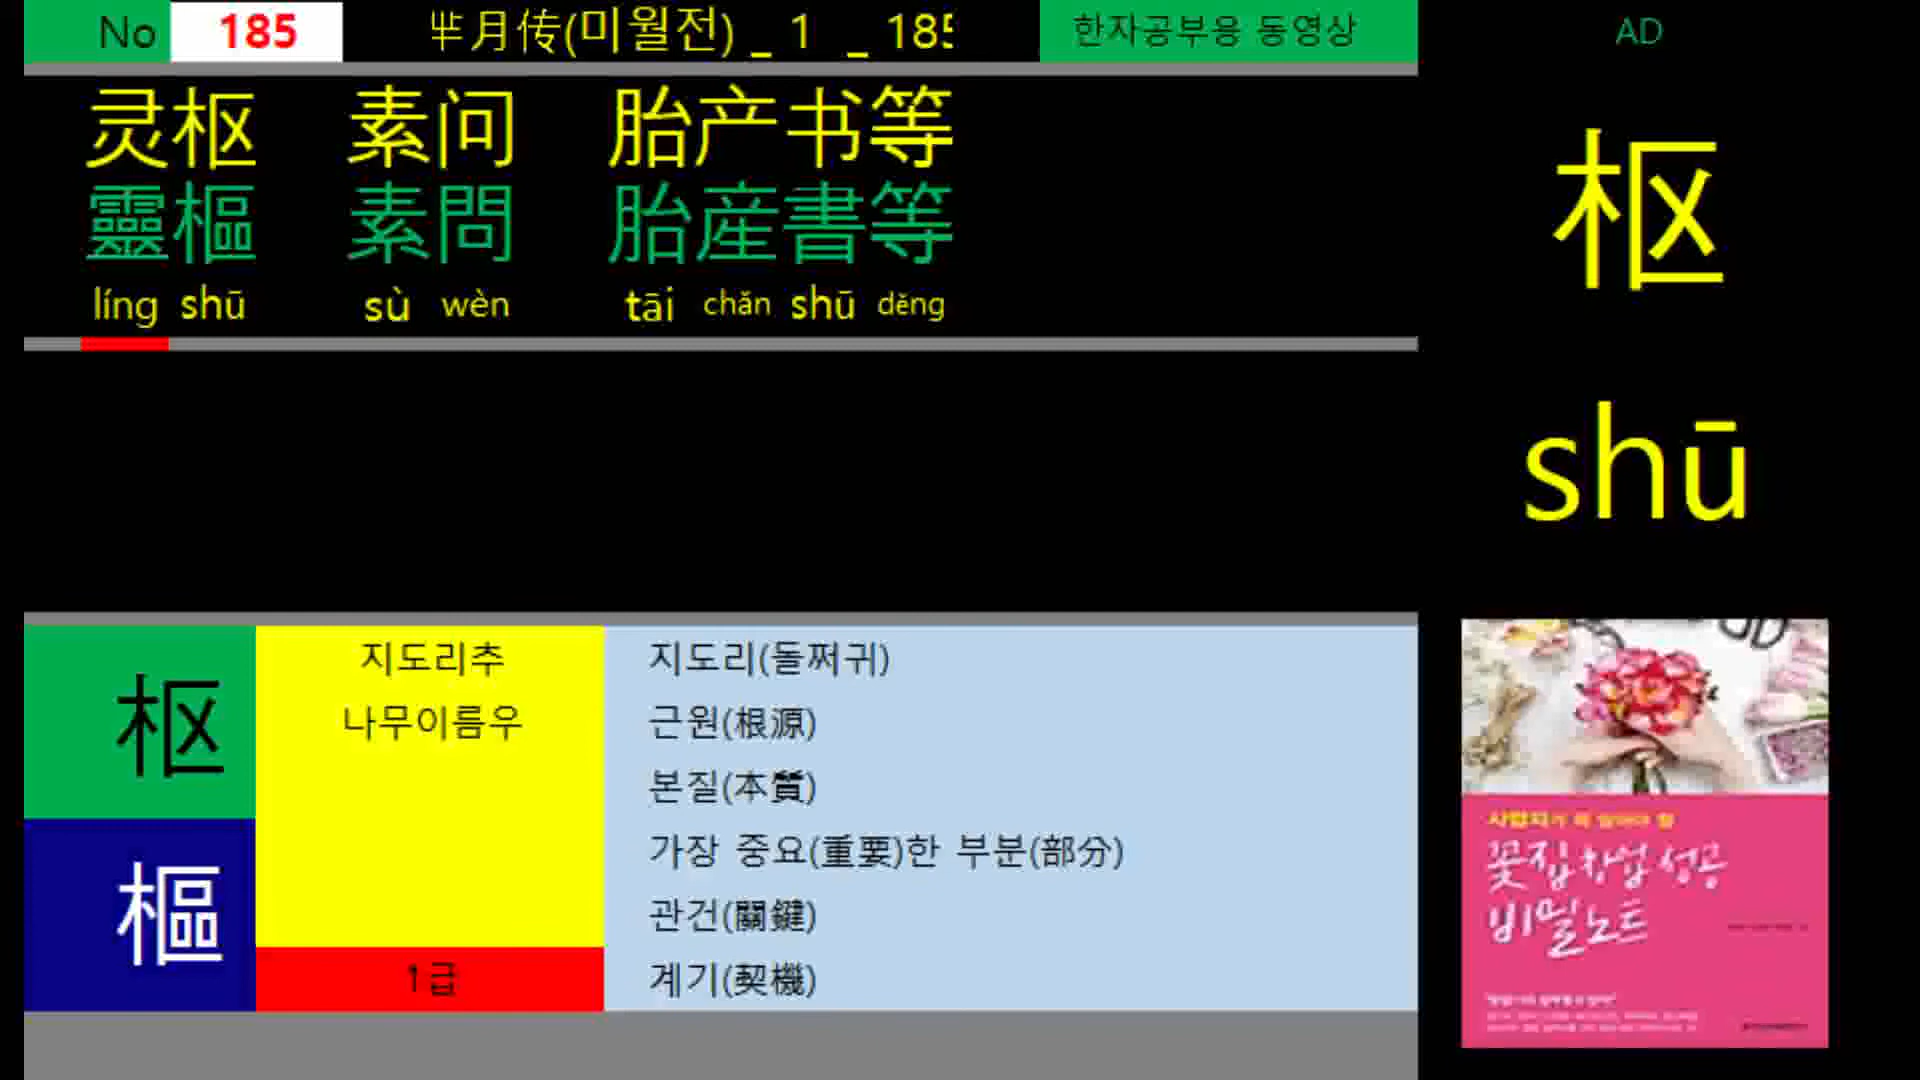 No 185 芈月传(미월전) _ 1 _ 185 한자공부용 동영상 AD
灵枢 素问 胎产书等
靈樞 素問 胎産書等
líng shū sù wèn tāi chǎn shū děng
枢
shū
枢
樞
지도리추
나무이름우
1급
지도리(돌쩌귀)
근원(根源)
본질(本質)
가장 중요(重要)한 부분(部分)
관건(關鍵)
계기(契機)
꽃집 창업 성공
비밀노트